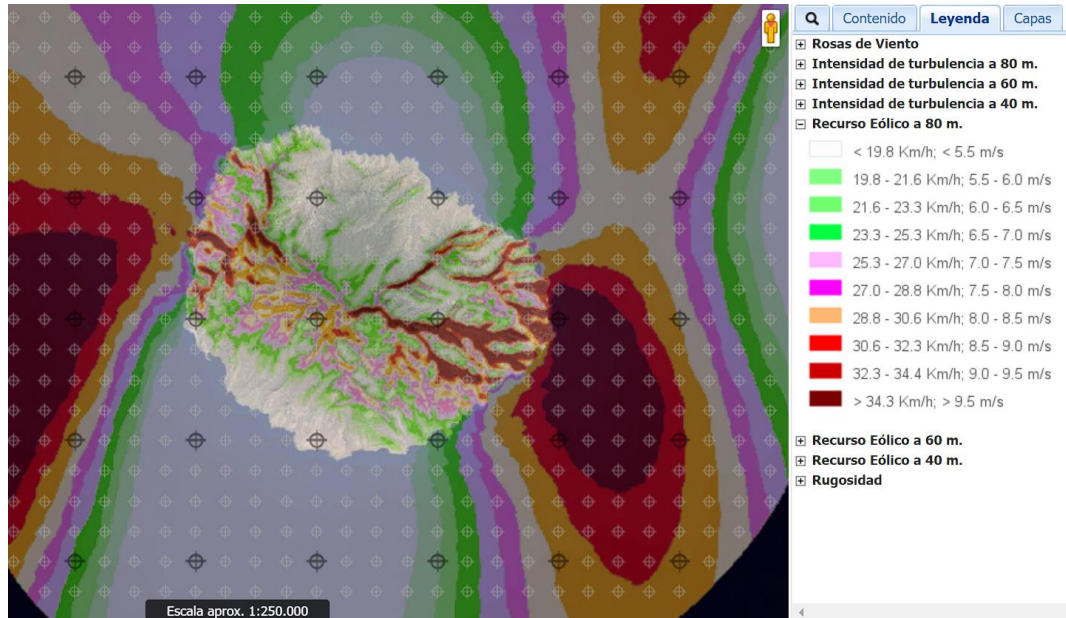 Contenido
Leyenda
Capas
Rosas de Viento
Intensidad de turbulencia a 80 m.
Intensidad de turbulencia a 60 m.
Intensidad de turbulencia a 40 m.
Recurso Eólico a 80 m.
< 19.8 Km/h; < 5.5 m/s
19.8 - 21.6 Km/h; 5.5 - 6.0 m/s
21.6 - 23.3 Km/h; 6.0 - 6.5 m/s
23.3 - 25.3 Km/h; 6.5 - 7.0 m/s
25.3 - 27.0 Km/h; 7.0 - 7.5 m/s
27.0 - 28.8 Km/h; 7.5 - 8.0 m/s
28.8 - 30.6 Km/h; 8.0 - 8.5 m/s
30.6 - 32.3 Km/h; 8.5 - 9.0 m/s
32.3 - 34.4 Km/h; 9.0 - 9.5 m/s
> 34.3 Km/h; > 9.5 m/s
Recurso Eólico a 60 m.
Recurso Eólico a 40 m.
Rugosidad
Escala aprox. 1:250.000